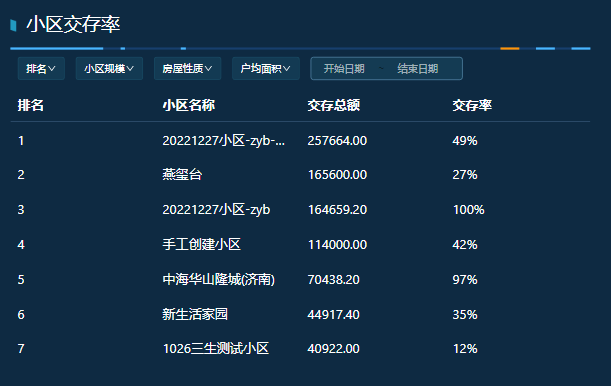 小区交存率
排名 小区规模 房屋性质 户均面积 开始日期 - 结束日期
排名 小区名称 交存总额 交存率
1 20221227小区-zyb-... 257664.00 49%
2 燕玺台 165600.00 27%
3 20221227小区-zyb 164659.20 100%
4 手工创建小区 114000.00 42%
5 中海华山隆城(济南) 70438.20 97%
6 新生活家园 44917.40 35%
7 1026三生测试小区 40922.00 12%